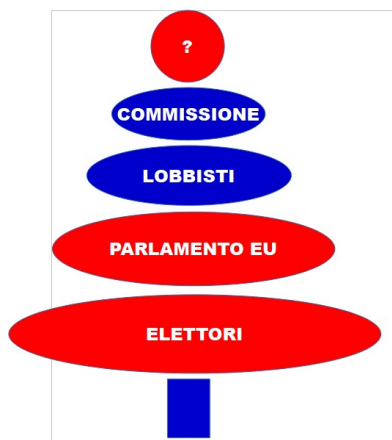 ?
COMMISSIONE
LOBBISTI
PARLAMENTO EU
ELETTORI